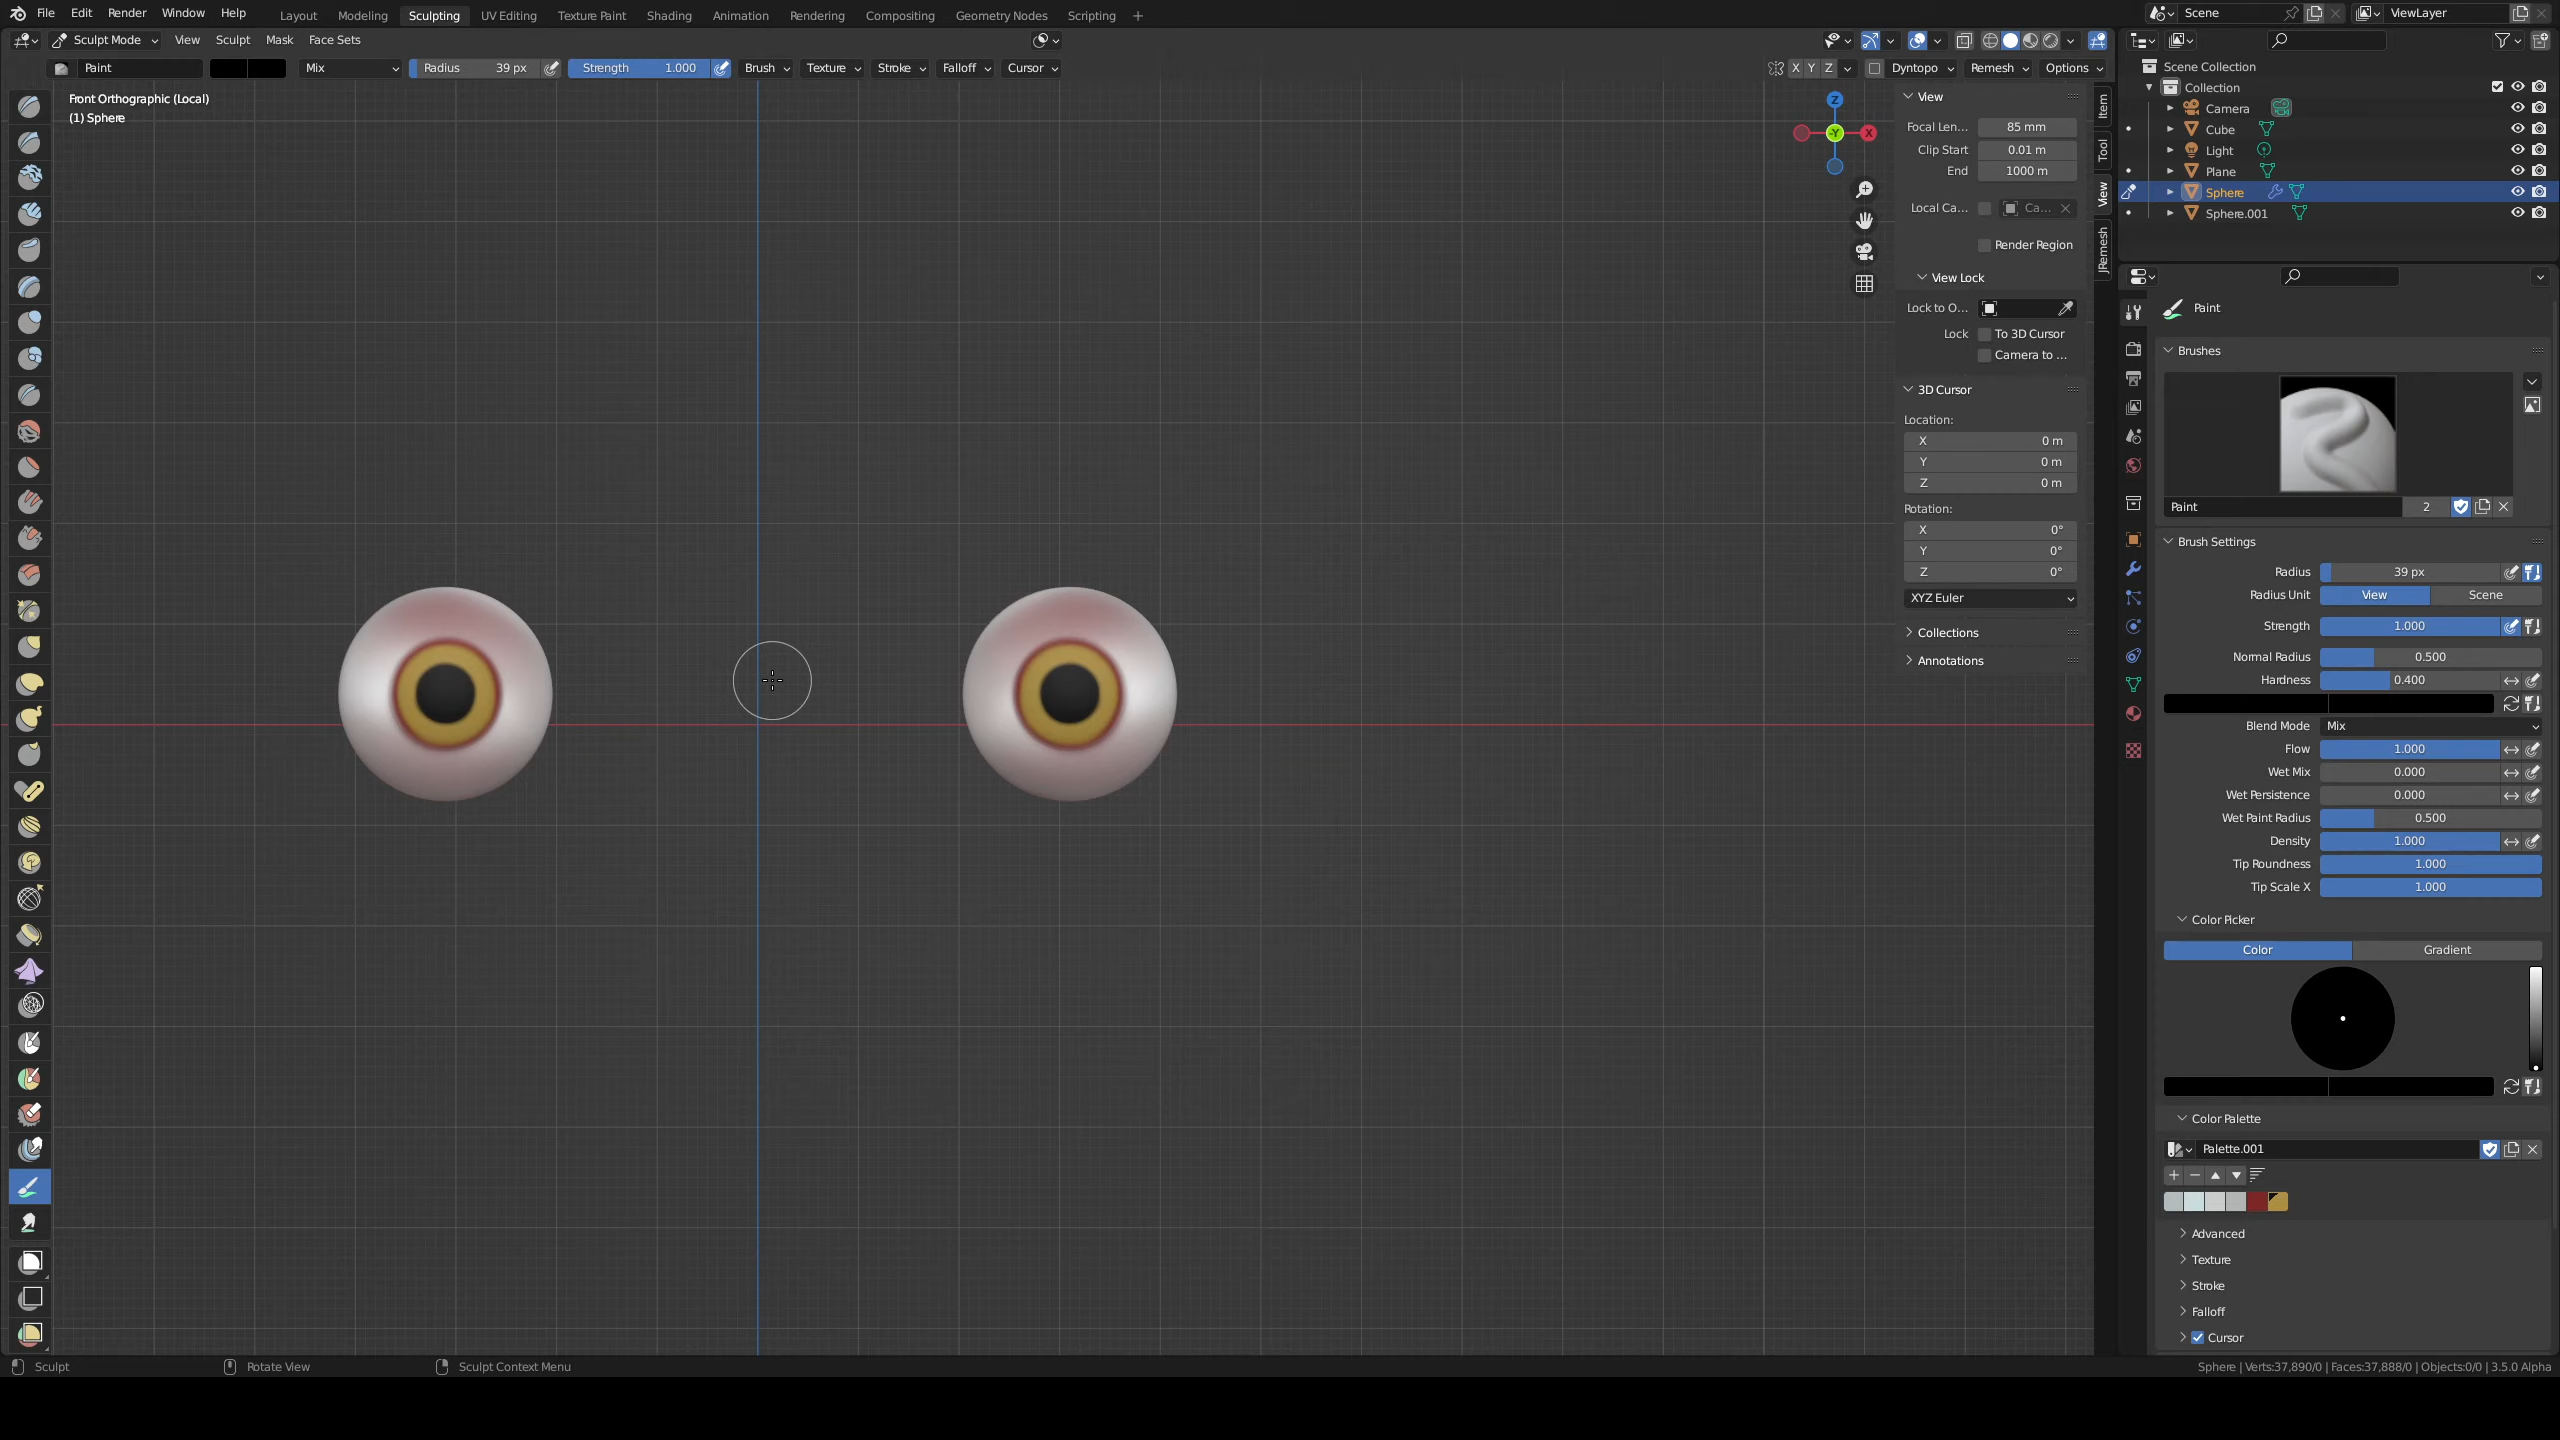 File Edit Render Window Help Layout Modeling Sculpting UV Editing Texture Paint Shading Animation Rendering Compositing Geometry Nodes Scripting + Scene ViewLayer
Sculpt Mode View Sculpt Mask Face Sets
Paint Mix Radius 39 px Strength 1.000 Brush Texture Stroke Falloff Cursor X Y Z Dyntopo Remesh Options
Front Orthographic (Local)
(1) Sphere
Z
-Y
X
View
Focal Len... 85 mm
Clip Start 0.01 m
End 1000 m
Local Ca... Ca...
Render Region
View Lock
Lock to O...
Lock To 3D Cursor
Camera to ...
3D Cursor
Location:
X 0 m
Y 0 m
Z 0 m
Rotation:
X 0°
Y 0°
Z 0°
XYZ Euler
Collections
Annotations
Item
Tool
View
JRemesh
Scene Collection
Collection
Camera
Cube
Light
Plane
Sphere
Sphere.001
Paint
Brushes
Paint 2
Brush Settings
Radius 39 px
Radius Unit View Scene
Strength 1.000
Normal Radius 0.500
Hardness 0.400
Blend Mode Mix
Flow 1.000
Wet Mix 0.000
Wet Persistence 0.000
Wet Paint Radius 0.500
Density 1.000
Tip Roundness 1.000
Tip Scale X 1.000
Color Picker
Color Gradient
Color Palette
Palette.001
Advanced
Texture
Stroke
Falloff
Cursor
Sculpt Rotate View Sculpt Context Menu Sphere | Verts:37,890/0 | Faces:37,888/0 | Objects:0/0 | 3.5.0 Alpha